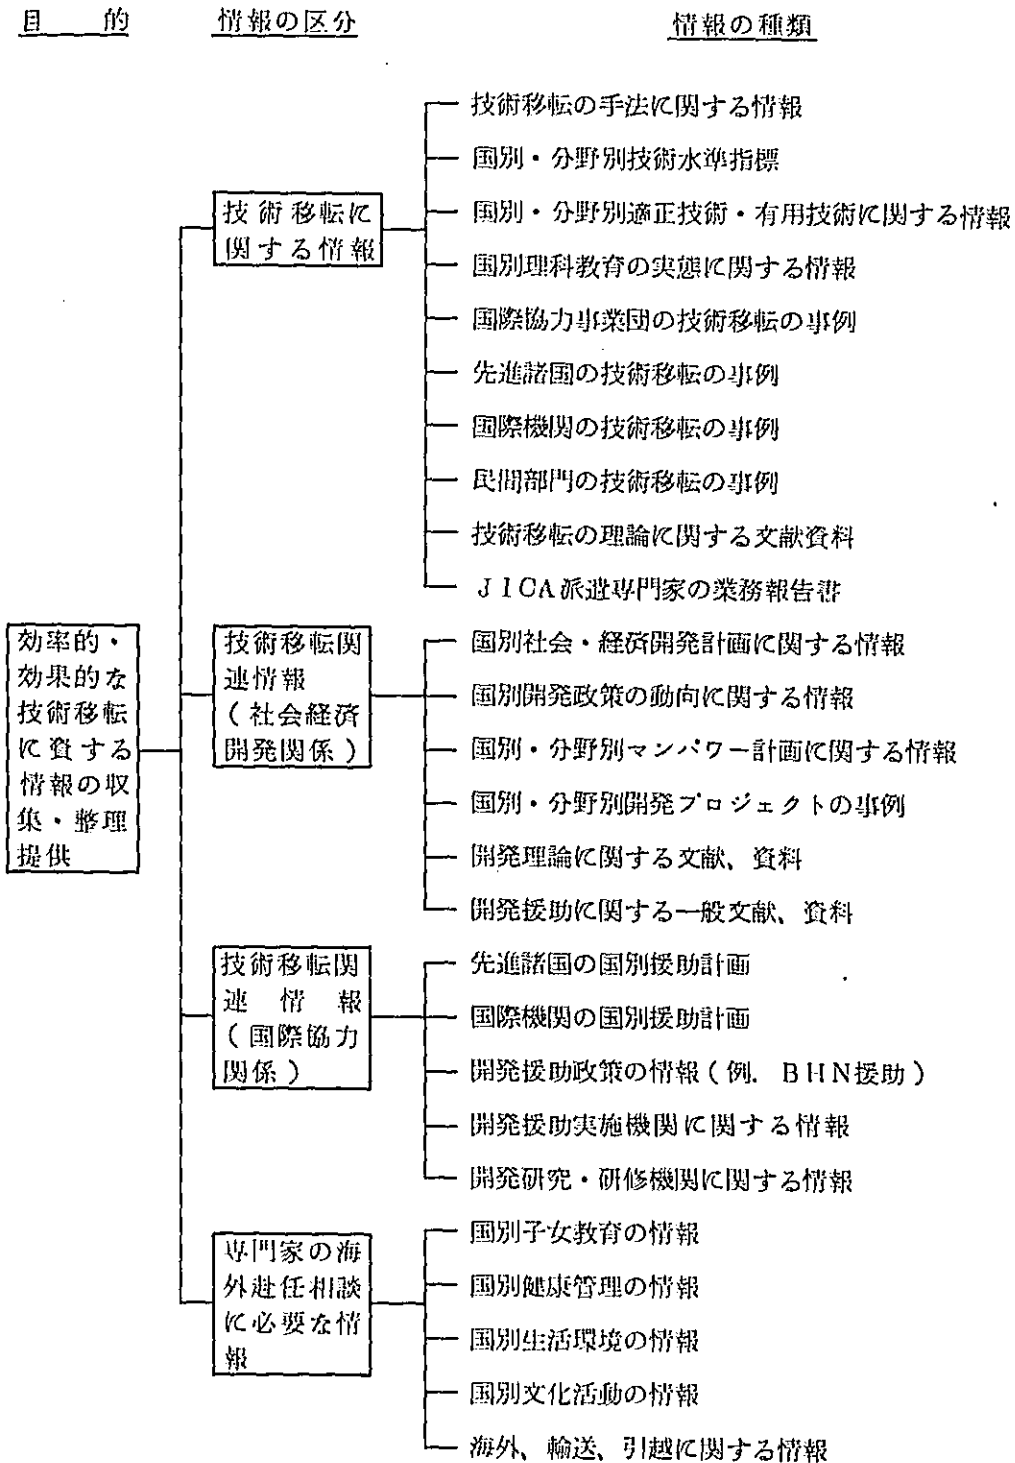 目的 情報の区分 情報の種類
効率的・
効果的な
技術移転
に資する
情報の収
集・整理
提供
技術移転に
関する情報
技術移転の手法に関する情報
国別・分野別技術水準指標
国別・分野別適正技術・有用技術に関する情報
国別理科教育の実態に関する情報
国際協力事業団の技術移転の事例
先進諸国の技術移転の事例
国際機関の技術移転の事例
民間部門の技術移転の事例
技術移転の理論に関する文献資料
JICA派遣専門家の業務報告書
技術移転関
連情報
(社会経済
開発関係)
国別社会・経済開発計画に関する情報
国別開発政策の動向に関する情報
国別・分野別マンパワー計画に関する情報
国別・分野別開発プロジェクトの事例
開発理論に関する文献、資料
開発援助に関する一般文献、資料
技術移転関
連情報
(国際協力
関係)
先進諸国の国別援助計画
国際機関の国別援助計画
開発援助政策の情報(例. BHN援助)
開発援助実施機関に関する情報
開発研究・研修機関に関する情報
専門家の海
外赴任相談
に必要な情
報
国別子女教育の情報
国別健康管理の情報
国別生活環境の情報
国別文化活動の情報
海外、輸送、引越に関する情報